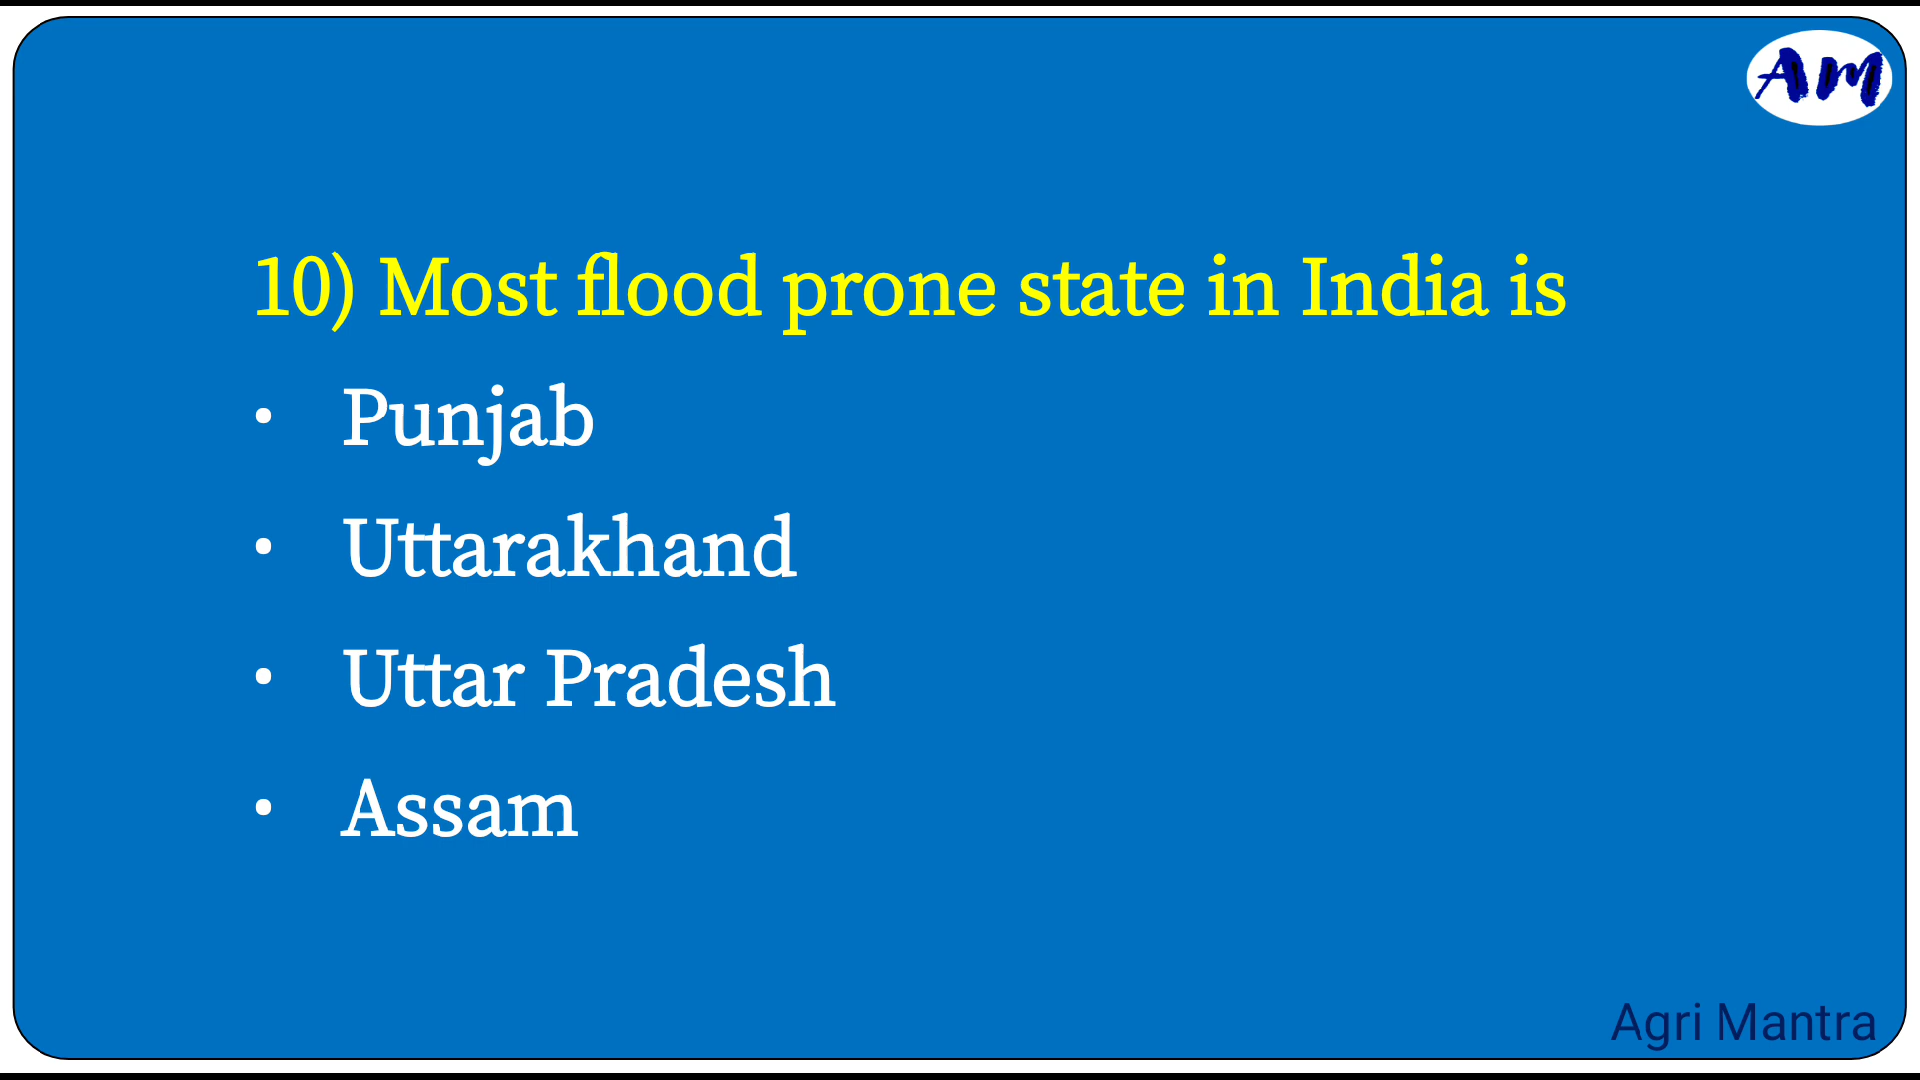 AM
10) Most flood prone state in India is
• Punjab
• Uttarakhand
• Uttar Pradesh
• Assam
Agri Mantra